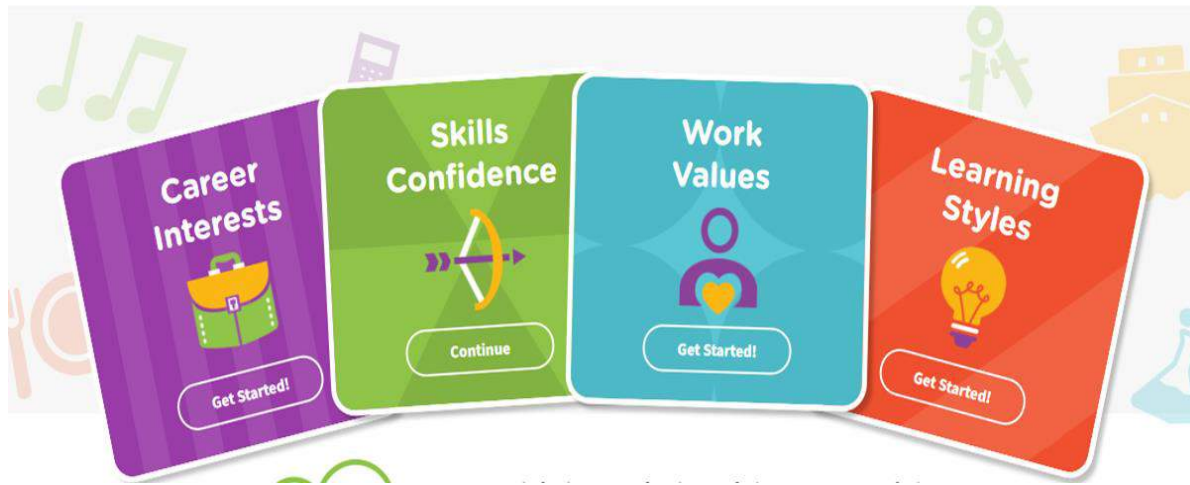 Career
Interests
Get Started!
Skills
Confidence
Continue
Work
Values
Get Started!
Learning
Styles
Get Started!